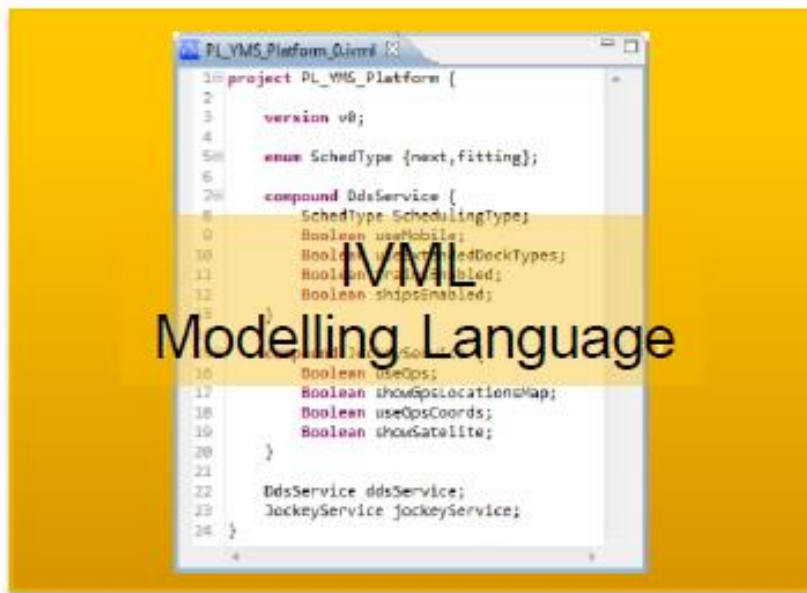 PL_YMS_Platform_0.ivml
1 project PL_YMS_Platform {
2
3 version v0;
4
5 enum SchedType {next,fitting};
6
7 compound DdsService {
8 SchedType SchedulingType;
9 Boolean useMobile;
10 Boolean DockTypes;
11 Boolean
12 Boolean shipsEnabled;
IVML
Modelling Language
16 Boolean
17 Boolean showGpsLocationsMap;
18 Boolean useGpsCoords;
19 Boolean showSatelite;
20 }
21
22 DdsService ddsService;
23 JockeyService jockeyService;
24 }